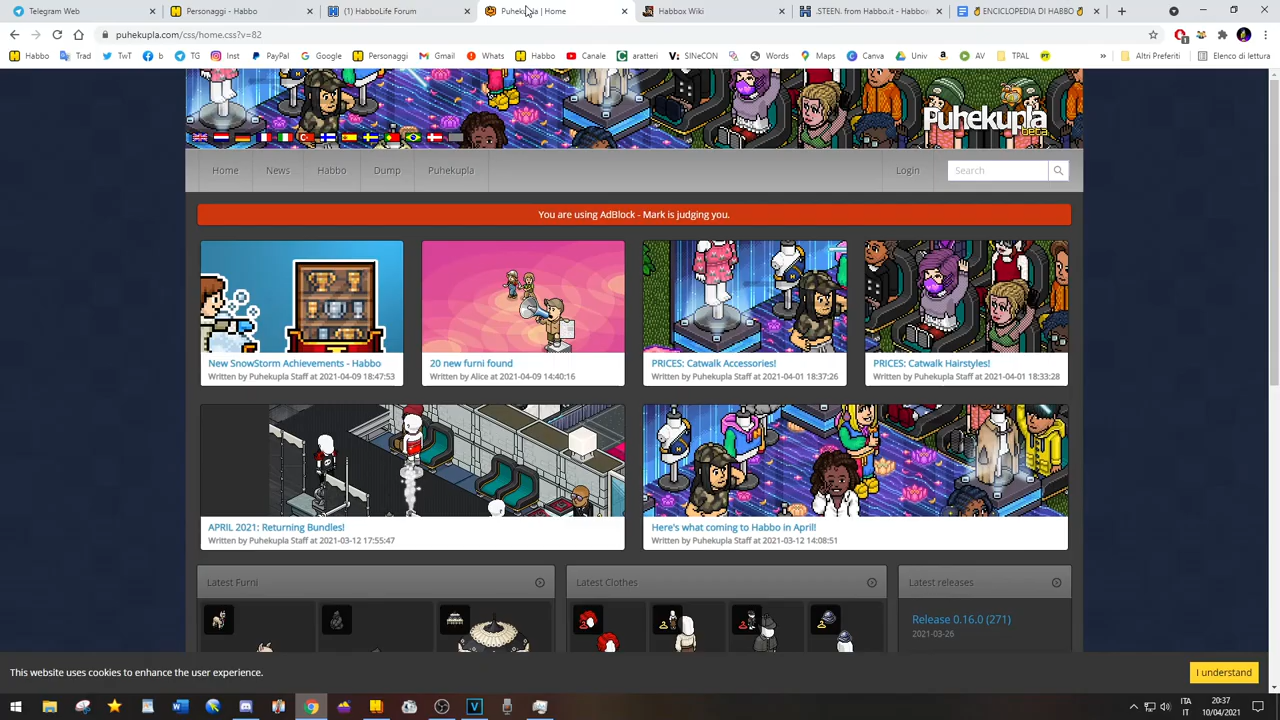 Telegram Web
Personaggi - Habbo
(1) HabboLife Forum
Puhekupla | Home
Habbox Wiki
.STEEN. from Habbo.it - Habbo
ENCICLOPEDIA DI HABBO
puhekupla.com/css/home.css?v=82
Habbo
Trad
TwT
b
TG
Inst
PayPal
Google
Personaggi
Gmail
Whats
Habbo
Canale
aratteri
SINeCON
Words
Maps
Canva
Univ
AV
TPAL
PT
»
Altri Preferiti
Elenco di lettura
Puhekupla
beta
Home
News
Habbo
Dump
Puhekupla
Login
Search
You are using AdBlock - Mark is judging you.
New SnowStorm Achievements - Habbo
Written by Puhekupla Staff at 2021-04-09 18:47:53
20 new furni found
Written by Alice at 2021-04-09 14:40:16
PRICES: Catwalk Accessories!
Written by Puhekupla Staff at 2021-04-01 18:37:26
PRICES: Catwalk Hairstyles!
Written by Puhekupla Staff at 2021-04-01 18:33:28
APRIL 2021: Returning Bundles!
Written by Puhekupla Staff at 2021-03-12 17:55:47
Here's what coming to Habbo in April!
Written by Puhekupla Staff at 2021-03-12 14:08:51
Latest Furni
Latest Clothes
Latest releases
Release 0.16.0 (271)
2021-03-26
This website uses cookies to enhance the user experience.
I understand
ITA
IT
20:37
10/04/2021